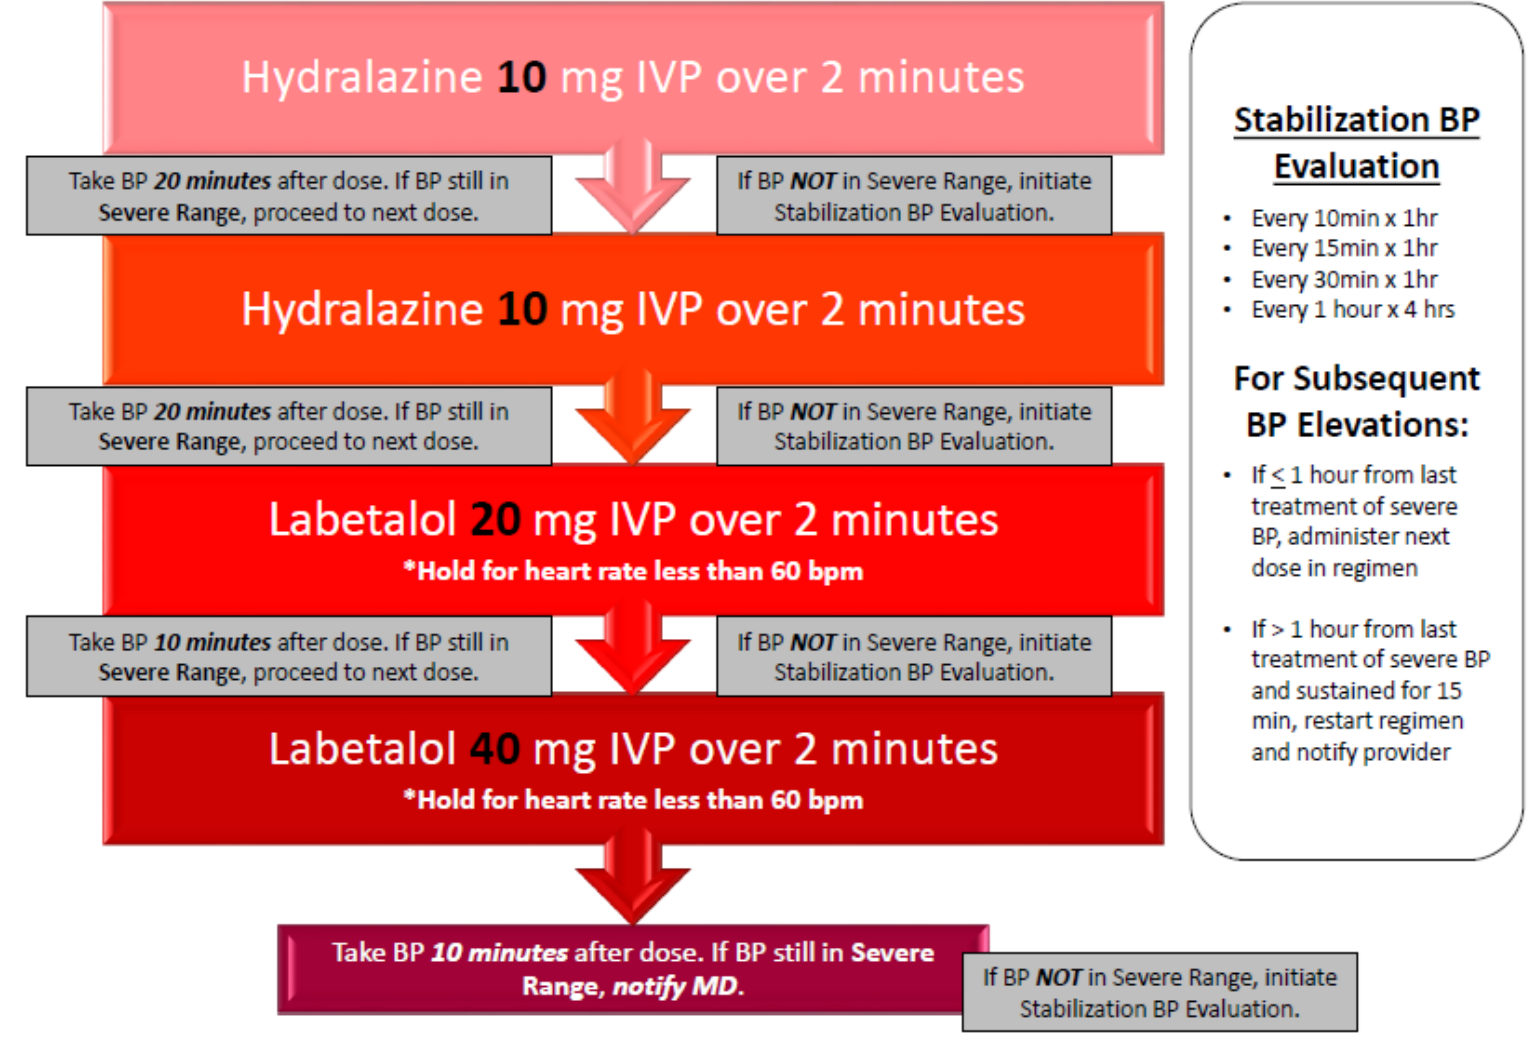 Hydralazine 10 mg IVP over 2 minutes
Take BP 20 minutes after dose. If BP still in
Severe Range, proceed to next dose.
If BP NOT in Severe Range, initiate
Stabilization BP Evaluation.
Hydralazine 10 mg IVP over 2 minutes
Take BP 20 minutes after dose. If BP still in
Severe Range, proceed to next dose.
If BP NOT in Severe Range, initiate
Stabilization BP Evaluation.
Labetalol 20 mg IVP over 2 minutes
*Hold for heart rate less than 60 bpm
Take BP 10 minutes after dose. If BP still in
Severe Range, proceed to next dose.
If BP NOT in Severe Range, initiate
Stabilization BP Evaluation.
Labetalol 40 mg IVP over 2 minutes
*Hold for heart rate less than 60 bpm
Take BP 10 minutes after dose. If BP still in Severe
Range, notify MD.
If BP NOT in Severe Range, initiate
Stabilization BP Evaluation.
Stabilization BP
Evaluation
• Every 10min x 1hr
• Every 15min x 1hr
• Every 30min x 1hr
• Every 1 hour x 4 hrs
For Subsequent
BP Elevations:
• If ≤ 1 hour from last
treatment of severe
BP, administer next
dose in regimen
• If > 1 hour from last
treatment of severe BP
and sustained for 15
min, restart regimen
and notify provider